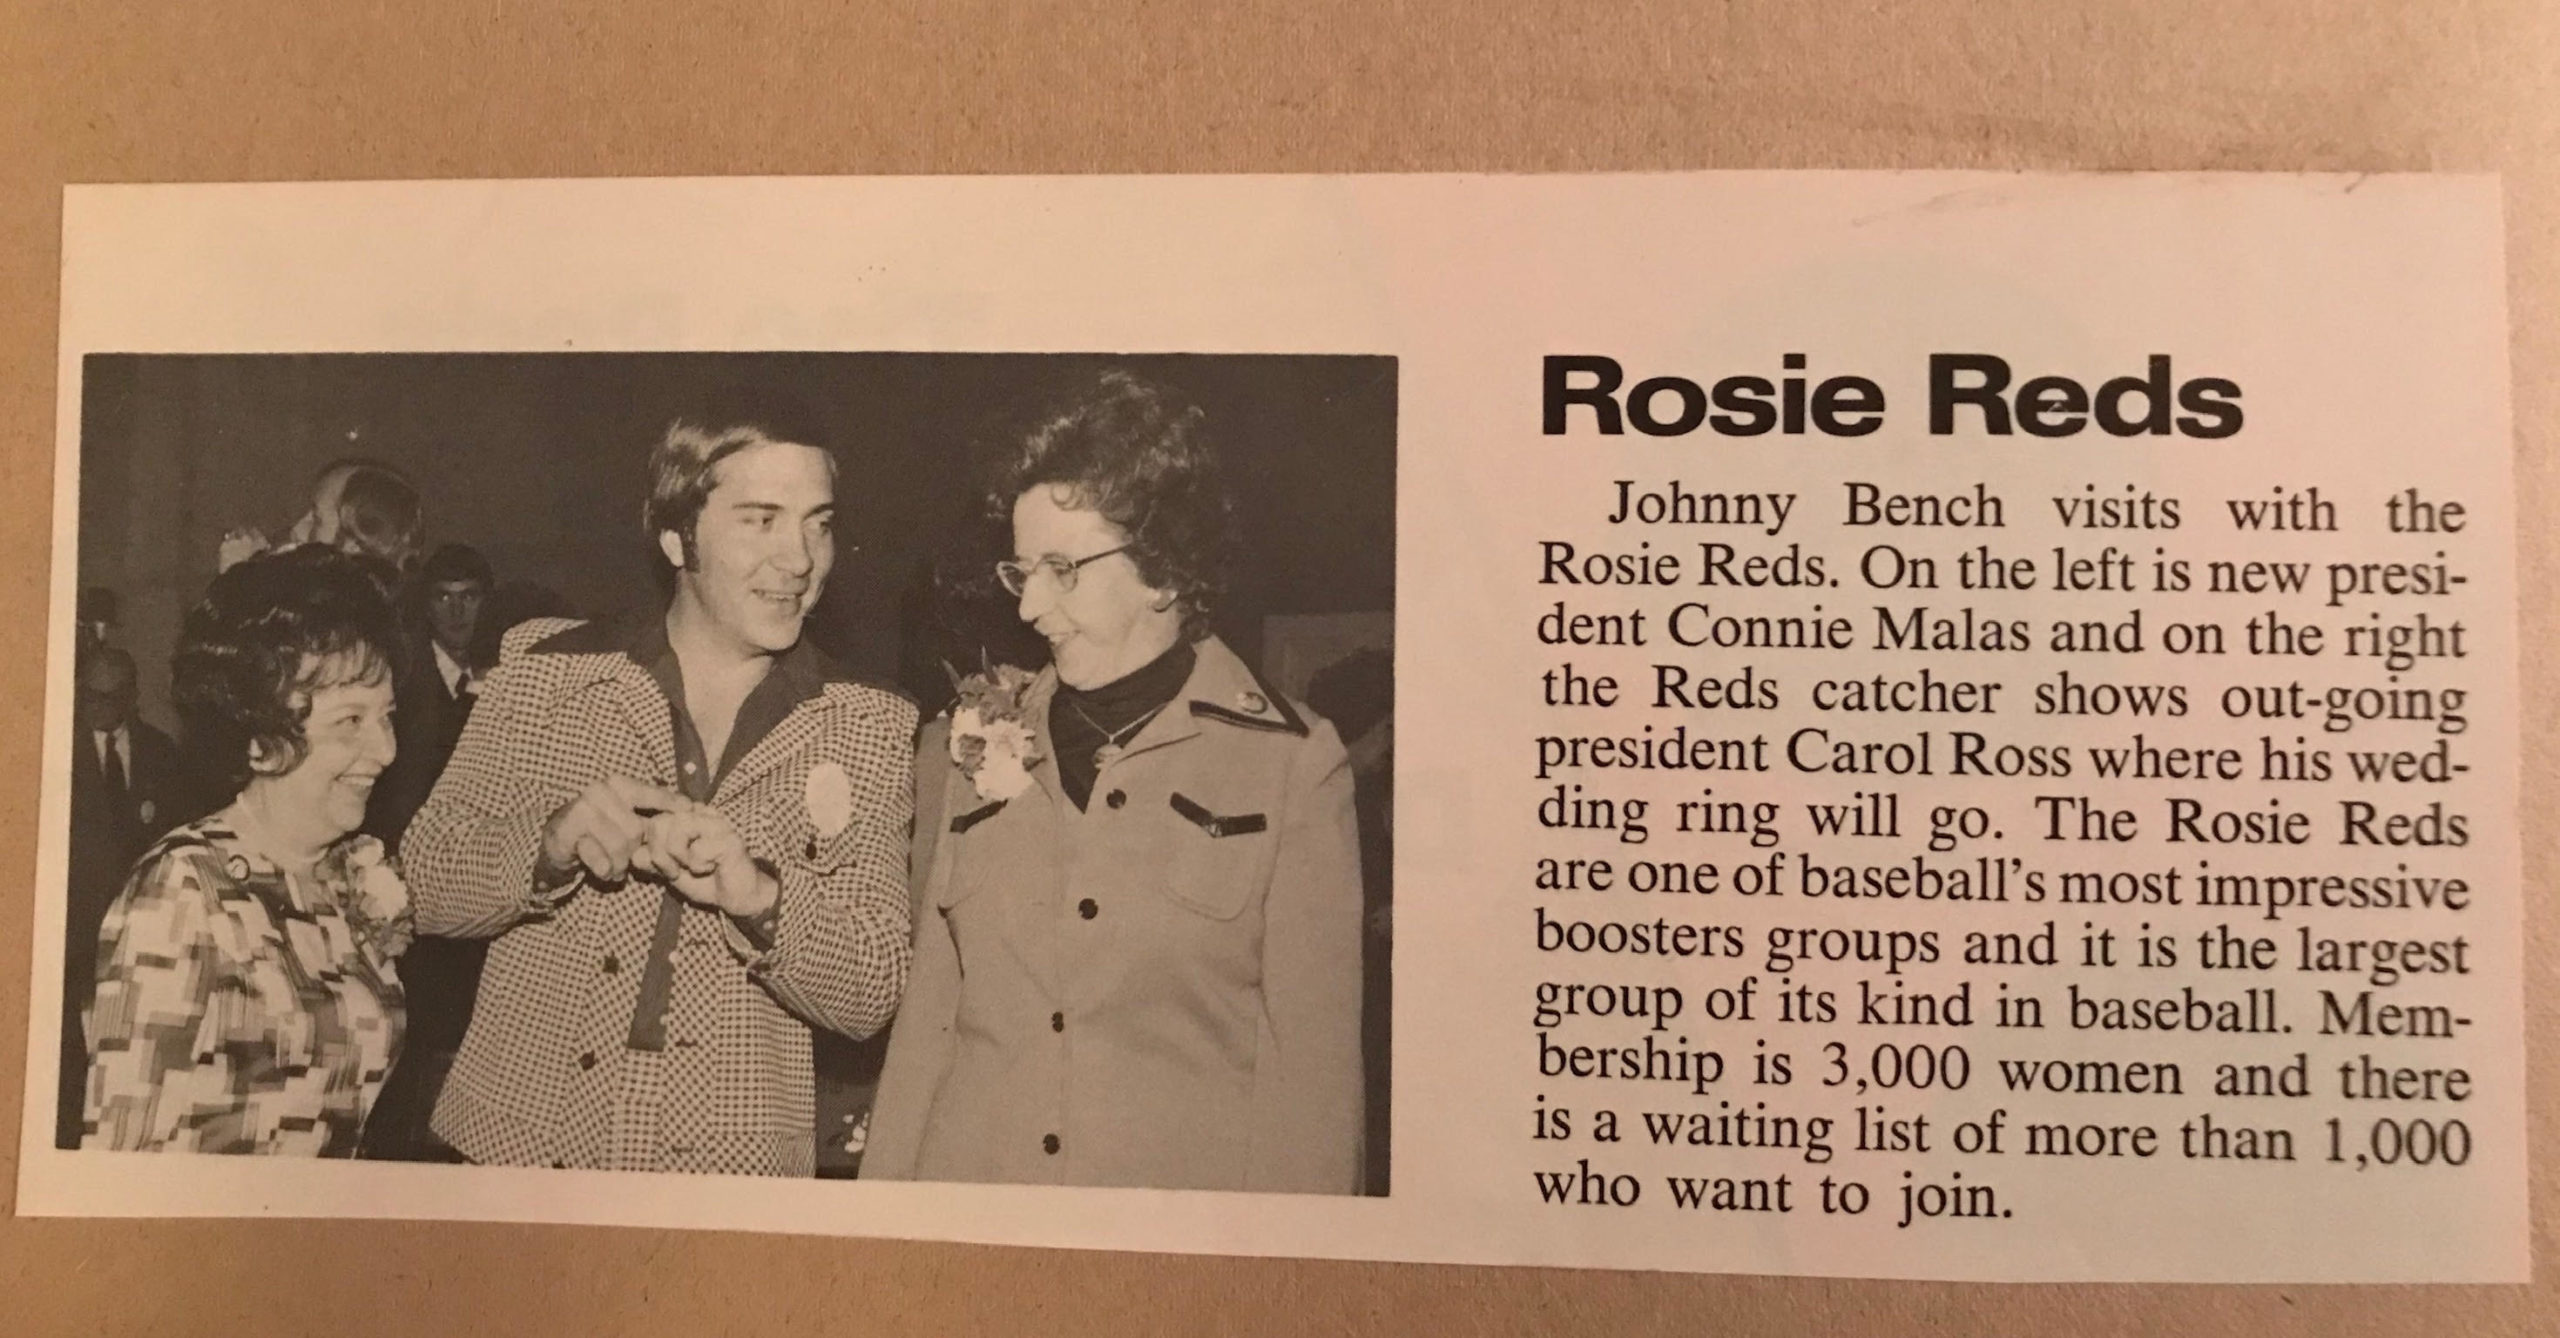 Rosie Reds
Johnny Bench visits with the
Rosie Reds. On the left is new presi-
dent Connie Malas and on the right
the Reds catcher shows out-going
president Carol Ross where his wed-
ding ring will go. The Rosie Reds
are one of baseball's most impressive
boosters groups and it is the largest
group of its kind in baseball. Mem-
bership is 3,000 women and there
is a waiting list of more than 1,000
who want to join.